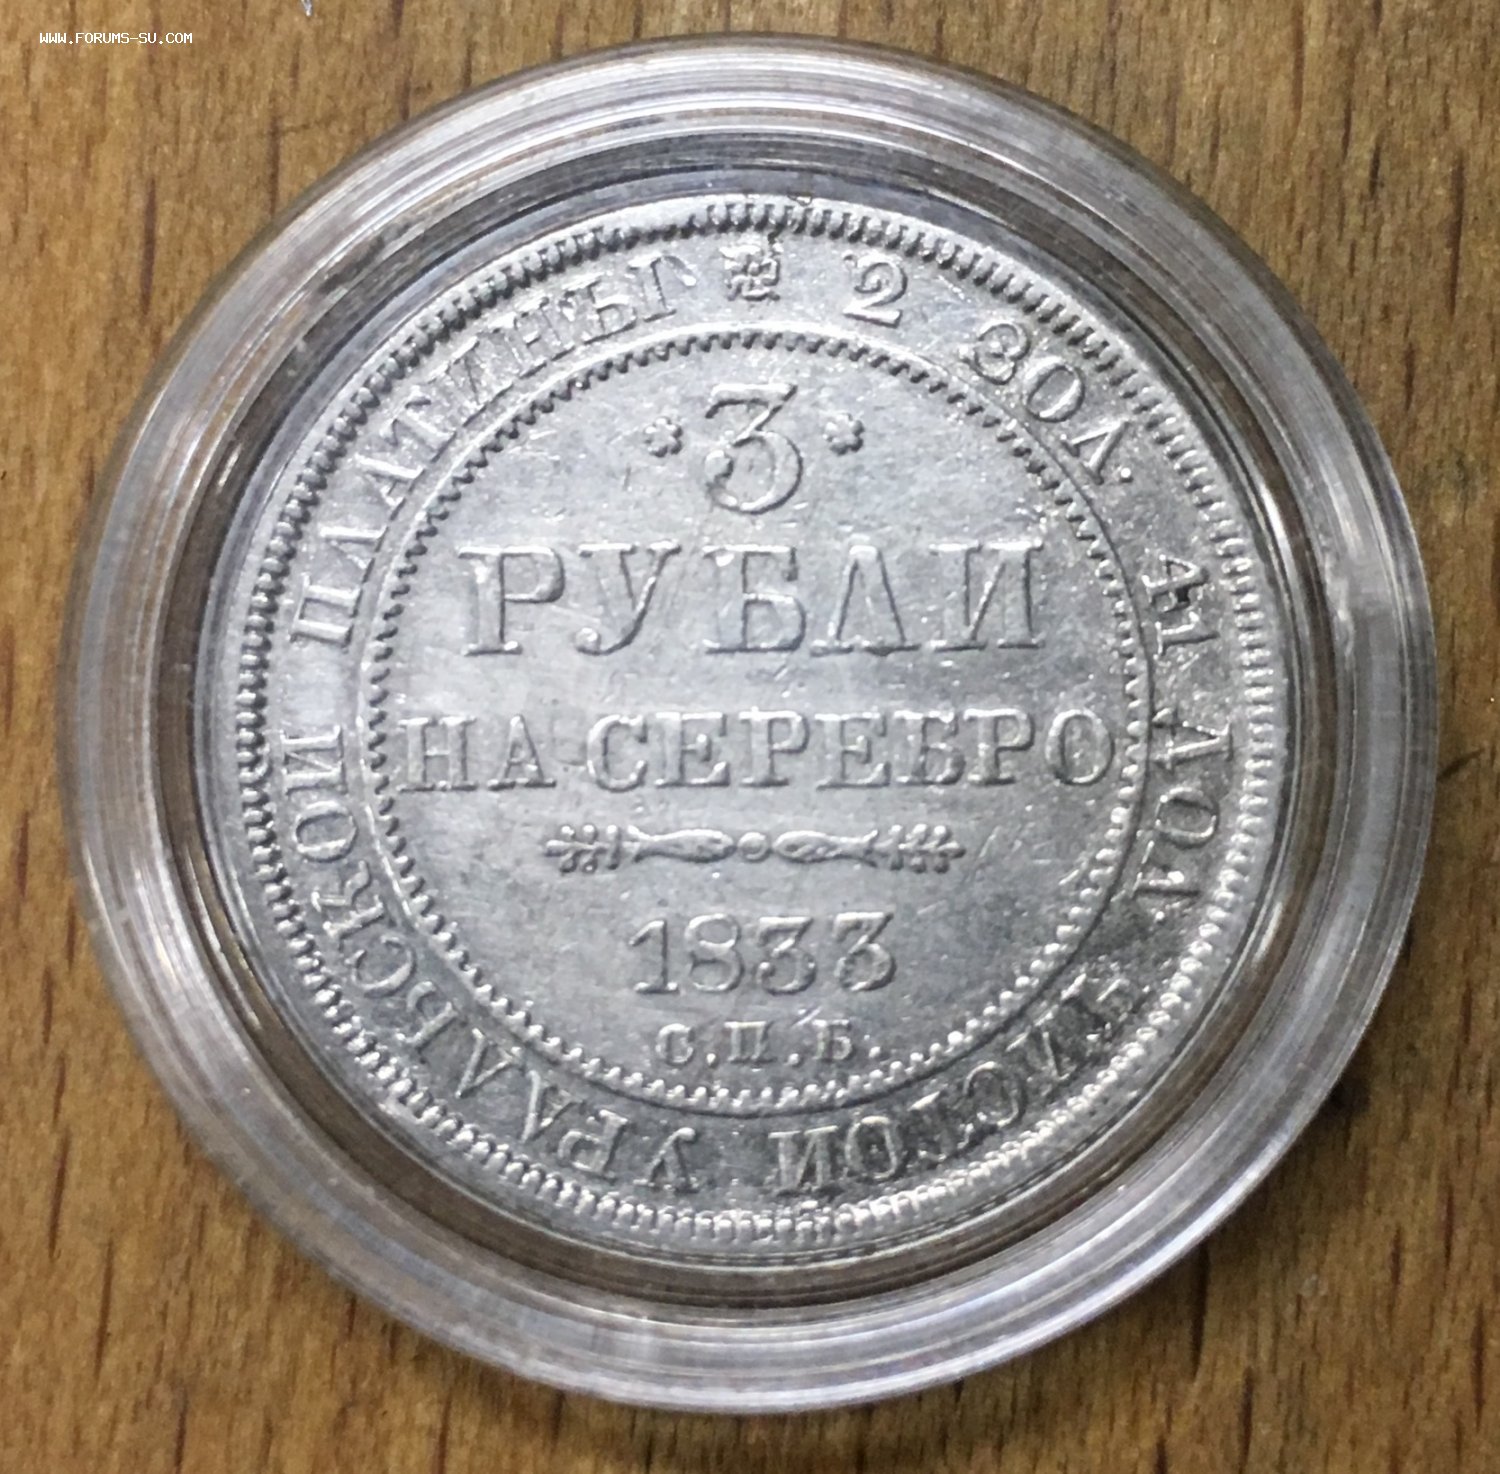 WWW.FORUMS-SU.COM
* 2 ЗОЛ. 41 ДОЛ. ЧИСТОЙ УРАЛЬСКОЙ ПЛАТИНЫ
* 3 *
РУБЛИ
НА СЕРЕБРО
1833
С.П.Б.